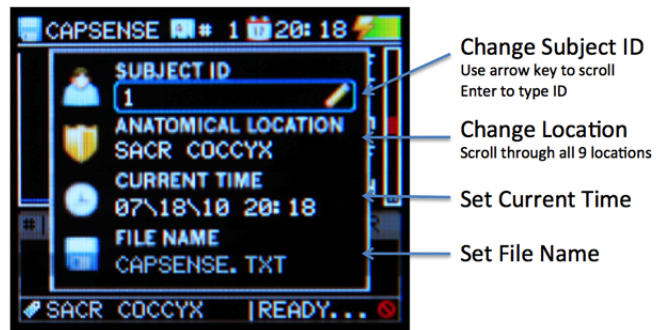 CAPSENSE # 1 20:18
SUBJECT ID
1
ANATOMICAL LOCATION
SACR COCCYX
CURRENT TIME
07\18\10 20:18
FILE NAME
CAPSENSE.TXT
SACR COCCYX |READY...
Change Subject ID
Use arrow key to scroll
Enter to type ID
Change Location
Scroll through all 9 locations
Set Current Time
Set File Name